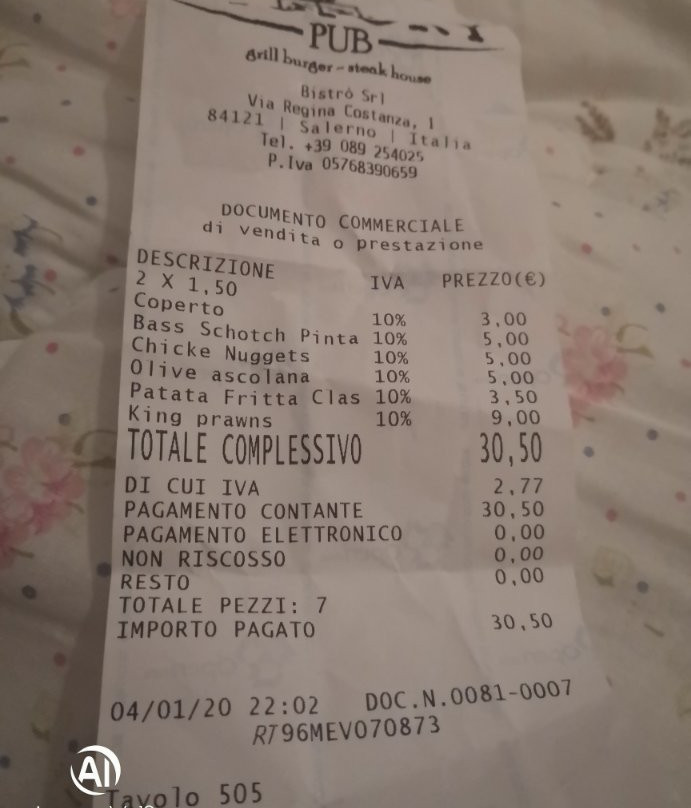 PUB
grill burger - steak house
Bistrò Srl
Via Regina Costanza, 1
84121 | Salerno | Italia
Tel. +39 089 254025
P.Iva 05768390659
DOCUMENTO COMMERCIALE
di vendita o prestazione
DESCRIZIONE IVA PREZZO(€)
2 X 1,50
Coperto 10% 3,00
Bass Schotch Pinta 10% 5,00
Chicke Nuggets 10% 5,00
Olive ascolana 10% 5,00
Patata Fritta Clas 10% 3,50
King prawns 10% 9,00
TOTALE COMPLESSIVO 30,50
DI CUI IVA 2,77
PAGAMENTO CONTANTE 30,50
PAGAMENTO ELETTRONICO 0,00
NON RISCOSSO 0,00
RESTO 0,00
TOTALE PEZZI: 7
IMPORTO PAGATO 30,50
04/01/20 22:02 DOC.N.0081-0007
RT96MEV070873
AI
Tavolo 505